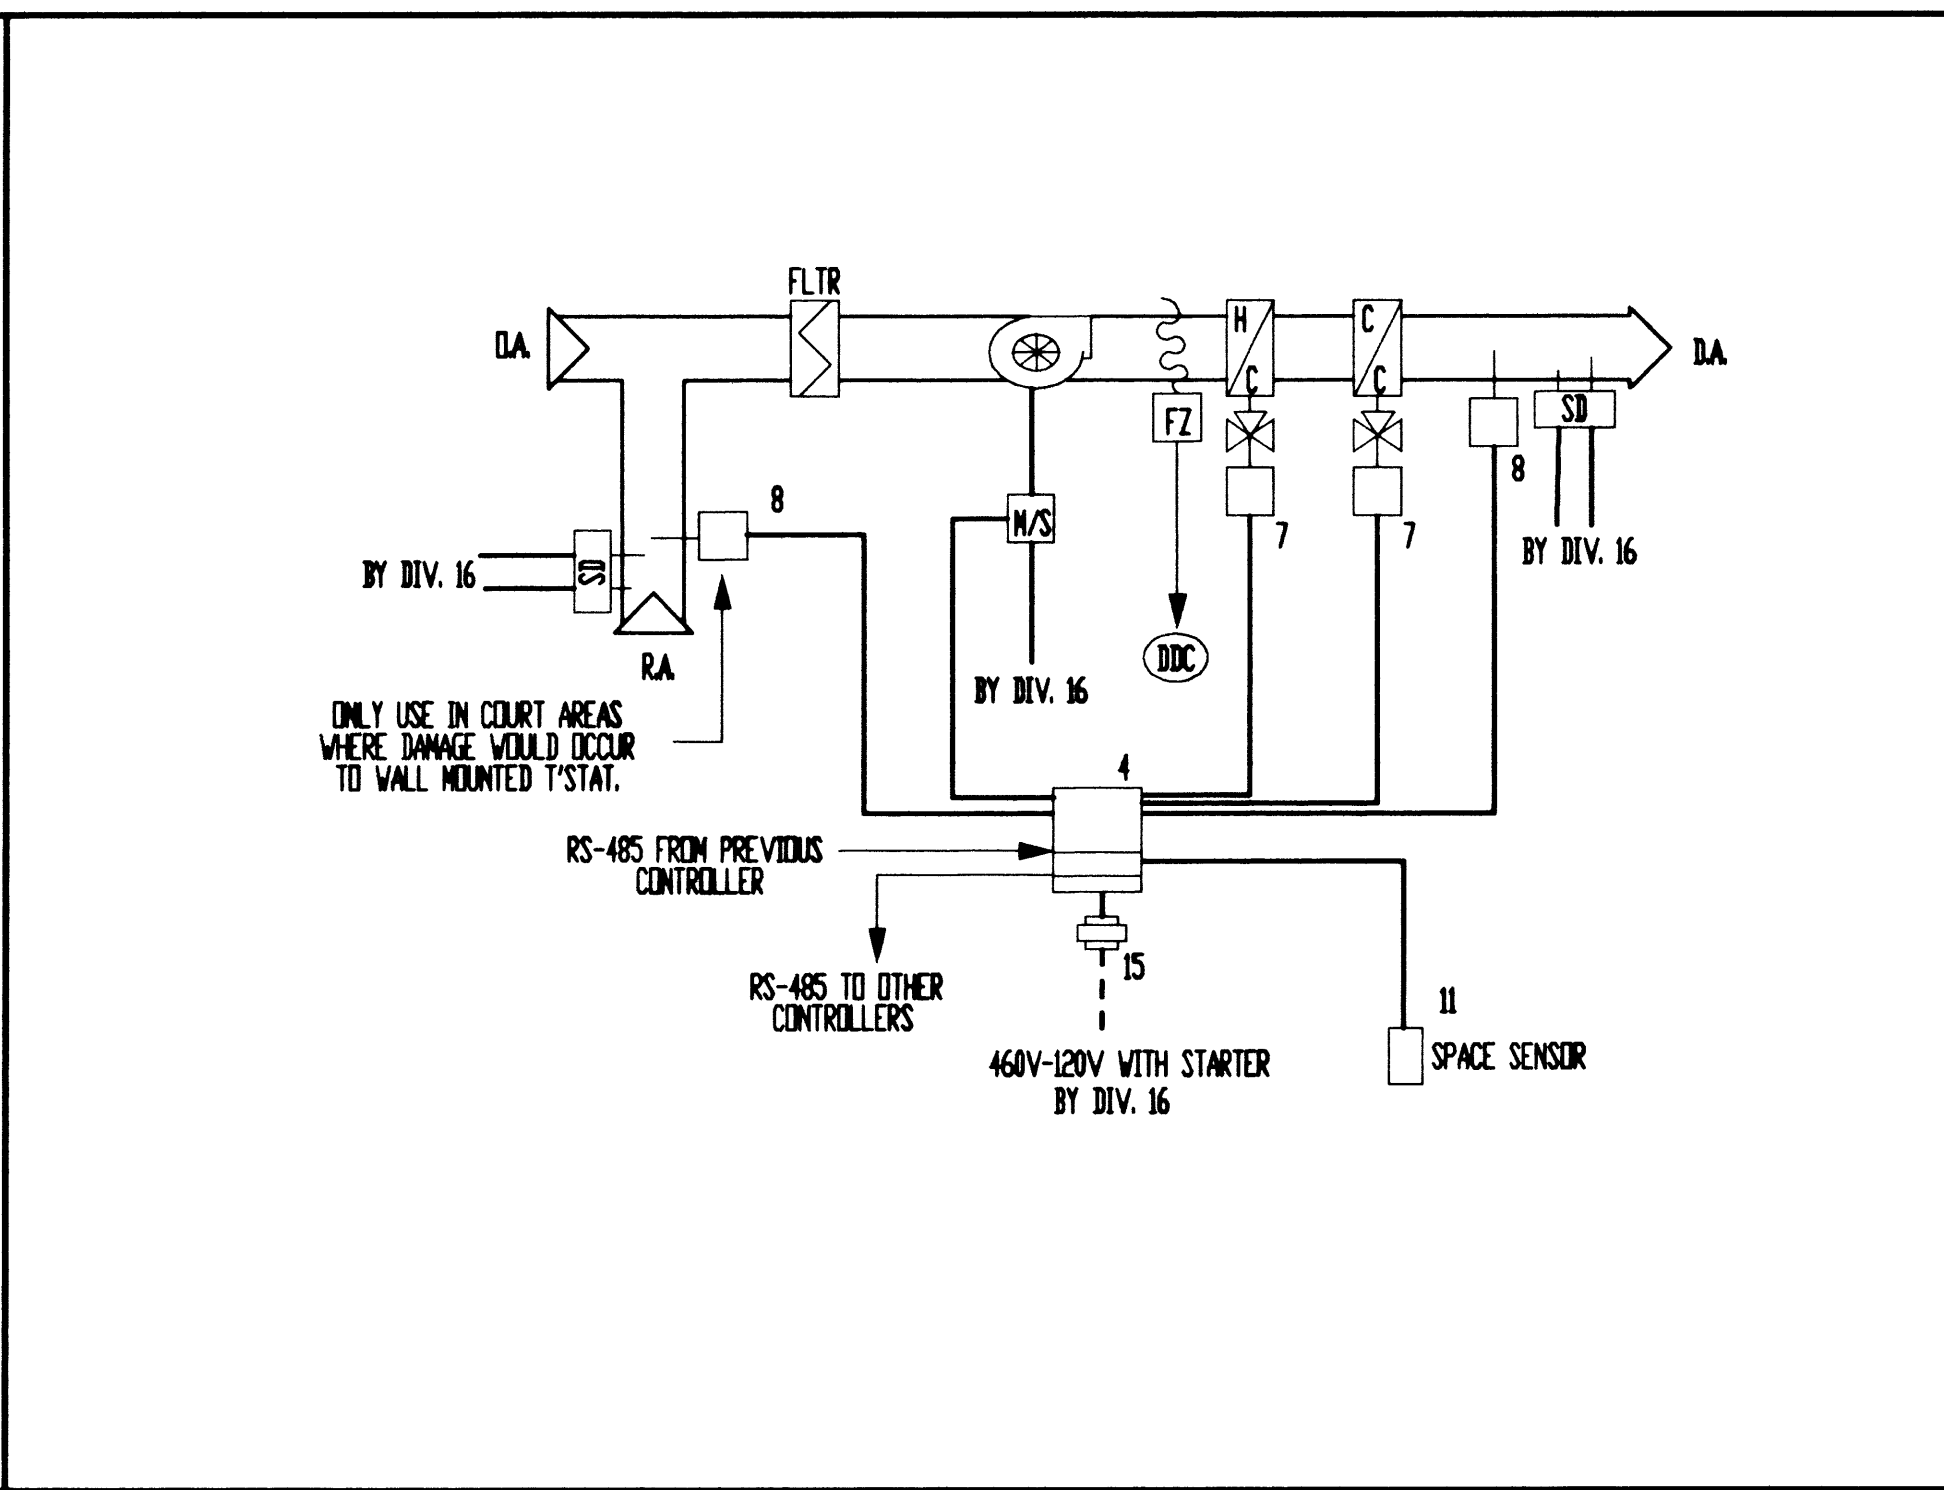 FLTR
O.A.
H
C
C
C
D.A.
FZ
SD
8
8
M/S
7
7
BY DIV. 16
SD
BY DIV. 16
R.A.
DDC
BY DIV. 16
ONLY USE IN COURT AREAS
WHERE DAMAGE WOULD OCCUR
TO WALL MOUNTED T'STAT.
4
RS-485 FROM PREVIOUS
CONTROLLER
15
RS-485 TO OTHER
CONTROLLERS
11
SPACE SENSOR
460V-120V WITH STARTER
BY DIV. 16